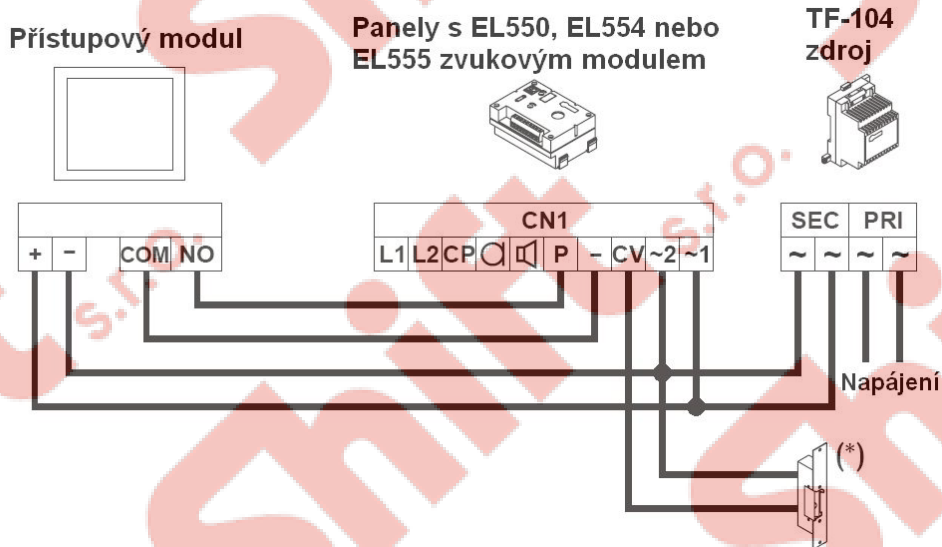 Přístupový modul
Panely s EL550, EL554 nebo
EL555 zvukovým modulem
TF-104
zdroj
+ - COM NO
CN1
L1 L2 CP P - CV ~2 ~1
SEC PRI
~ ~ ~ ~
Napájení
(*)
Shift s.r.o.
s.r.o.